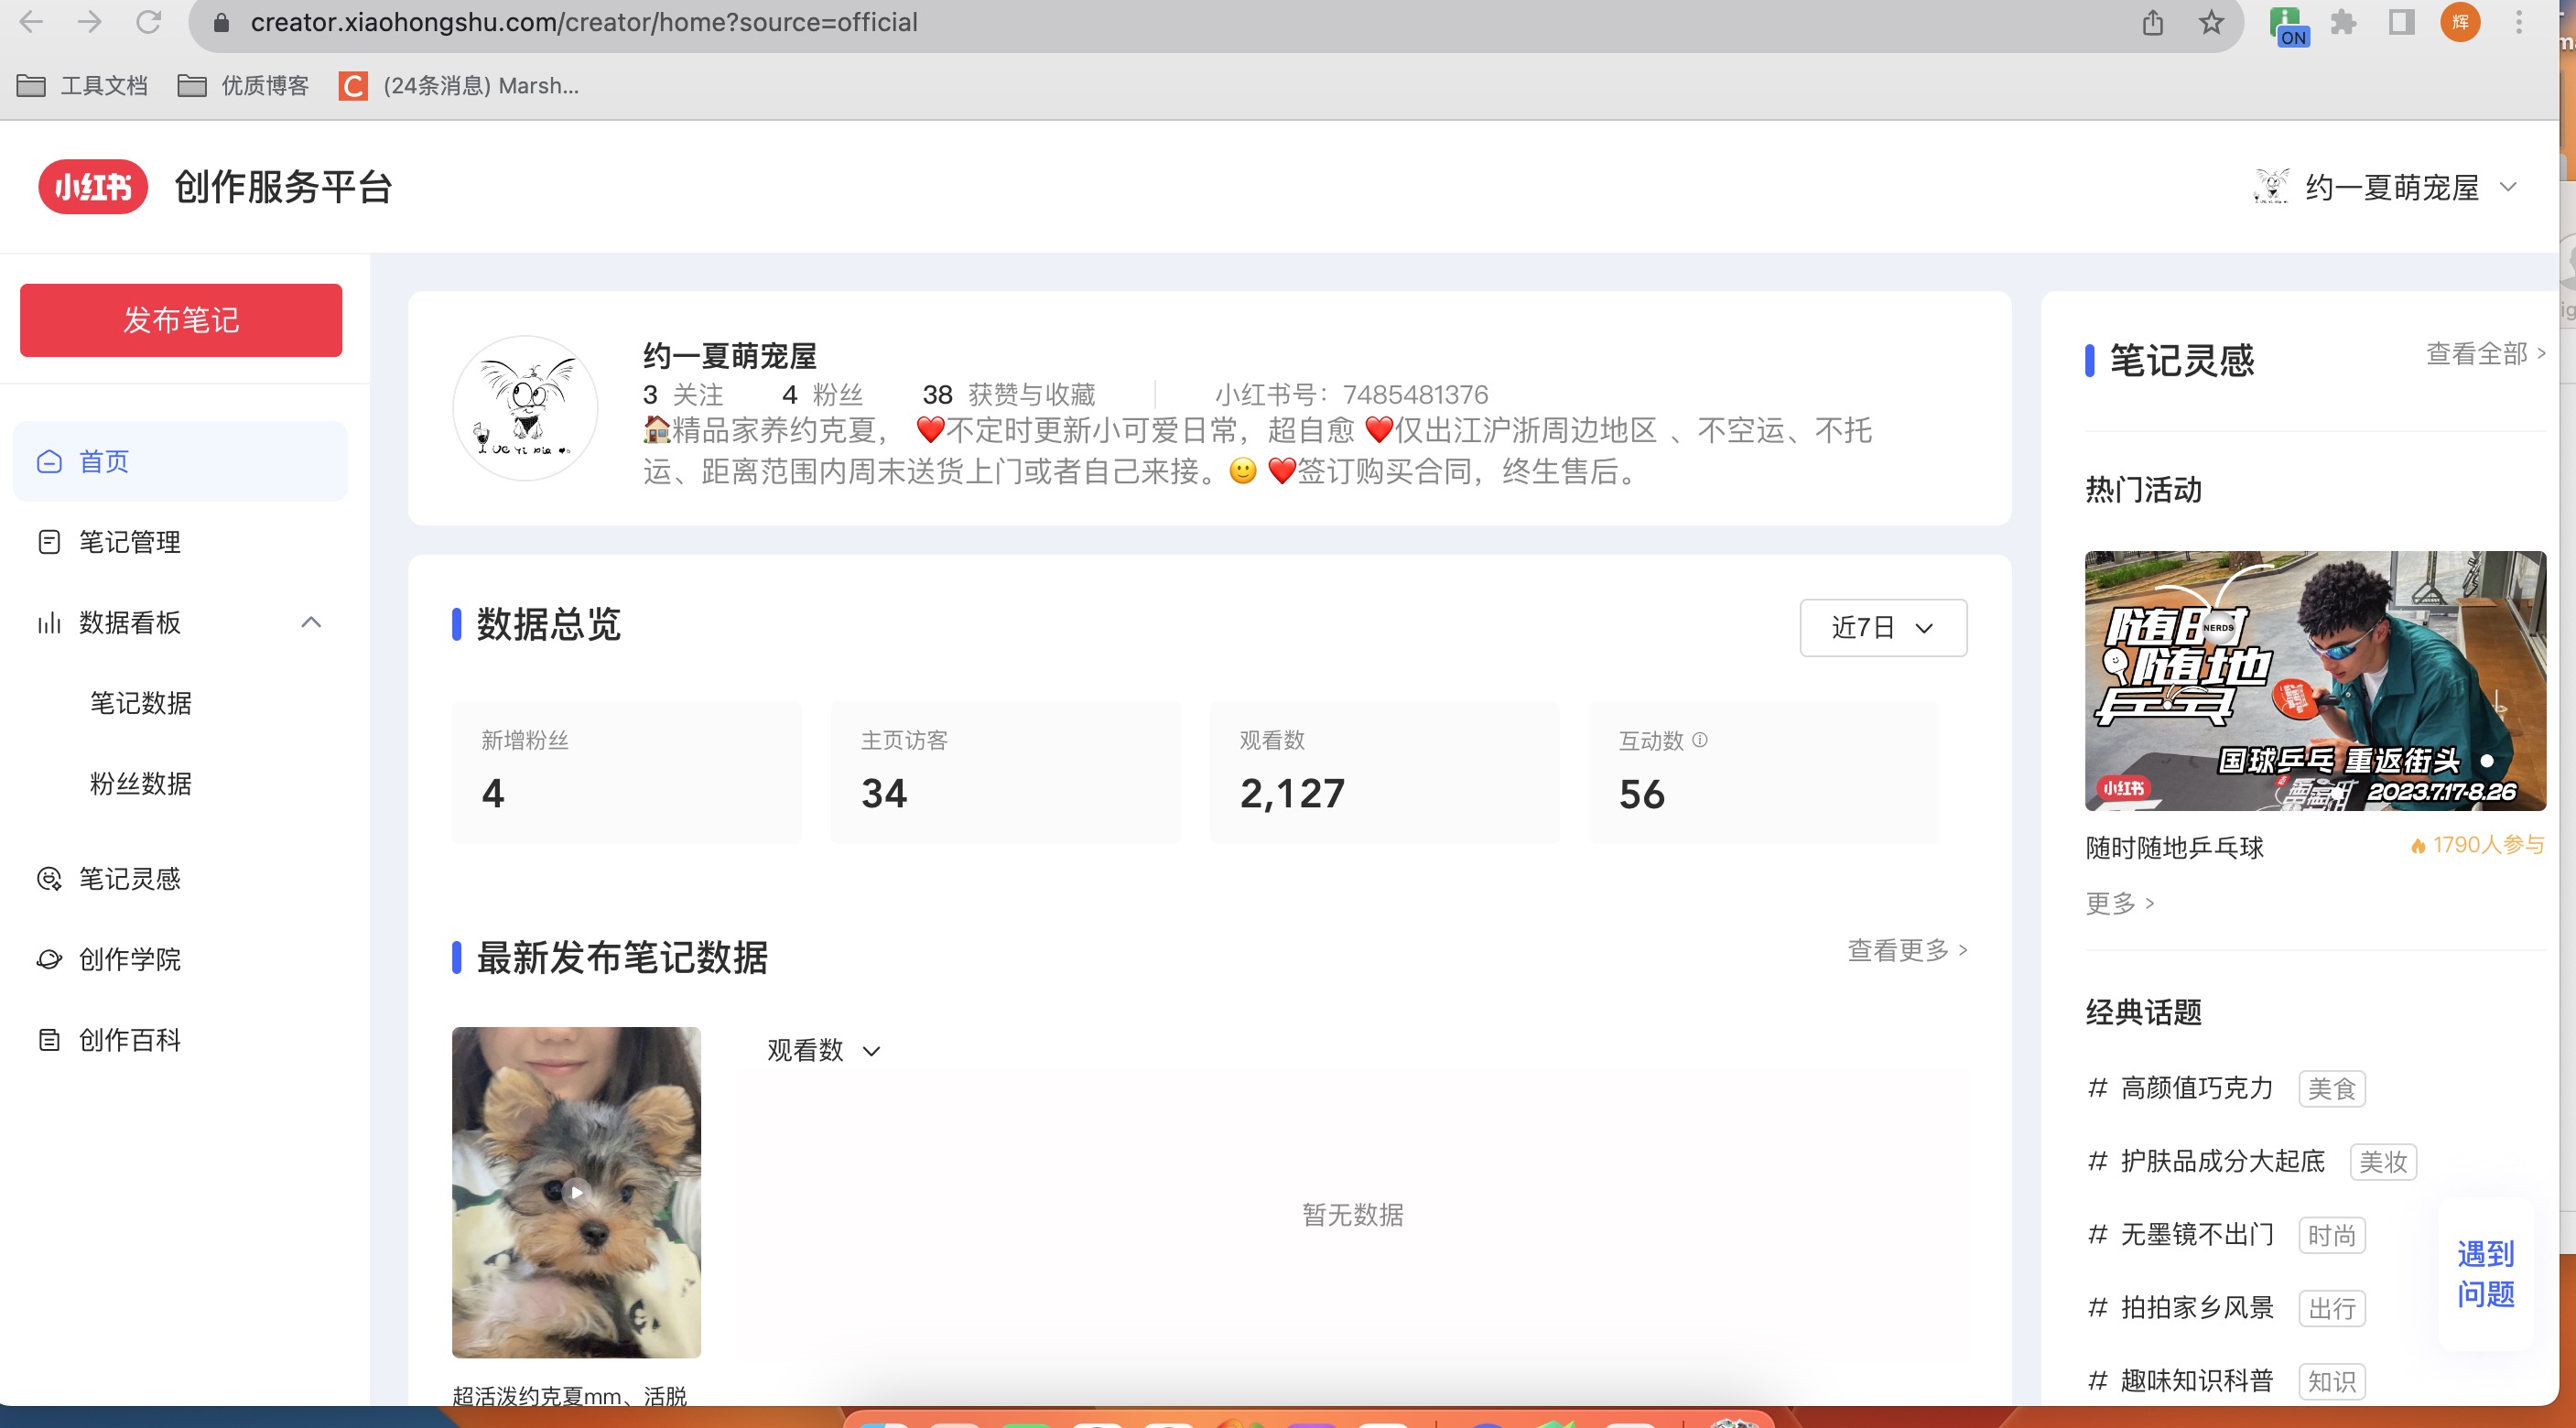 creator.xiaohongshu.com/creator/home?source=official
ON
辉
工具文档
优质博客
(24条消息) Marsh...
小红书
创作服务平台
约一夏萌宠屋
发布笔记
首页
笔记管理
数据看板
笔记数据
粉丝数据
笔记灵感
创作学院
创作百科
约一夏萌宠屋
3 关注 4 粉丝 38 获赞与收藏 小红书号：7485481376
🏠精品家养约克夏，❤️不定时更新小可爱日常，超自愈 ❤️仅出江沪浙周边地区 、不空运、不托
运、距离范围内周末送货上门或者自己来接。🙂 ❤️签订购买合同，终生售后。
数据总览
近7日
新增粉丝
4
主页访客
34
观看数
2,127
互动数
56
最新发布笔记数据
查看更多 >
观看数
暂无数据
超活泼约克夏mm、活脱
笔记灵感
查看全部 >
热门活动
随时
NERDS
随地
乒乓
国球乒乓 重返街头
小红书
2023.7.17-8.26
随时随地乒乓球
1790人参与
更多 >
经典话题
# 高颜值巧克力 美食
# 护肤品成分大起底 美妆
# 无墨镜不出门 时尚
# 拍拍家乡风景 出行
# 趣味知识科普 知识
遇到
问题